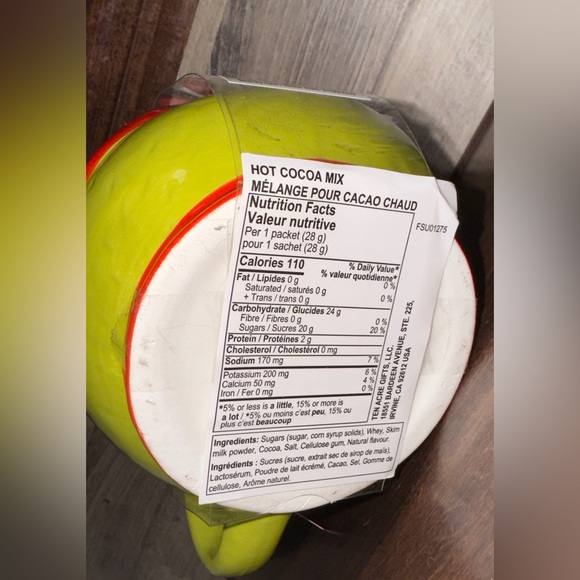 HOT COCOA MIX
MÉLANGE POUR CACAO CHAUD
Nutrition Facts
Valeur nutritive
Per 1 packet (28 g)
pour 1 sachet (28 g)
Calories 110
% Daily Value*
% valeur quotidienne*
Fat / Lipides 0 g 0 %
Saturated / saturés 0 g
+ Trans / trans 0 g 0 %
Carbohydrate / Glucides 24 g
Fibre / Fibres 0 g 0 %
Sugars / Sucres 20 g 20 %
Protein / Protéines 2 g
Cholesterol / Cholestérol 0 mg
Sodium 170 mg 7 %
Potassium 200 mg 6 %
Calcium 50 mg 4 %
Iron / Fer 0 mg 0 %
*5% or less is a little, 15% or more is
a lot / *5% ou moins c'est peu, 15% ou
plus c'est beaucoup
Ingredients: Sugars (sugar, corn syrup solids), Whey, Skim
milk powder, Cocoa, Salt, Cellulose gum, Natural flavour.
Ingrédients : Sucres (sucre, extrait sec de sirop de maïs),
Lactosérum, Poudre de lait écrémé, Cacao, Sel, Gomme de
cellulose, Arôme naturel.
FSU01275
TEN ACRE GIFTS, LLC.
18551 BARDEEN AVENUE, STE. 225,
IRVINE, CA 92612 USA